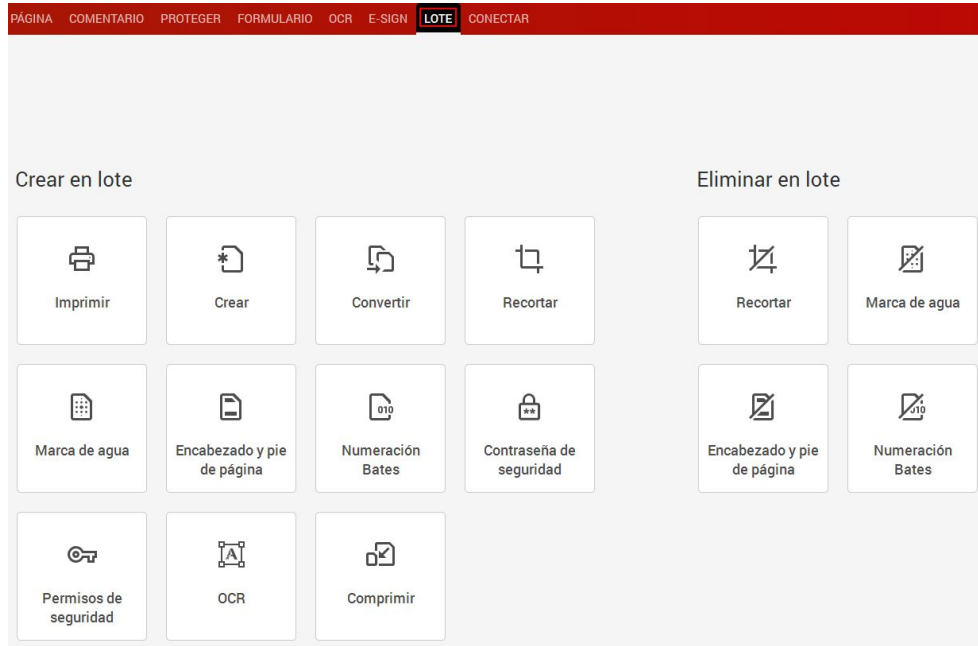 PÁGINA COMENTARIO PROTEGER FORMULARIO OCR E-SIGN LOTE CONECTAR
Crear en lote
Imprimir
Crear
Convertir
Recortar
Marca de agua
Encabezado y pie
de página
Numeración
Bates
Contraseña de
seguridad
Permisos de
seguridad
OCR
Comprimir
Eliminar en lote
Recortar
Marca de agua
Encabezado y pie
de página
Numeración
Bates